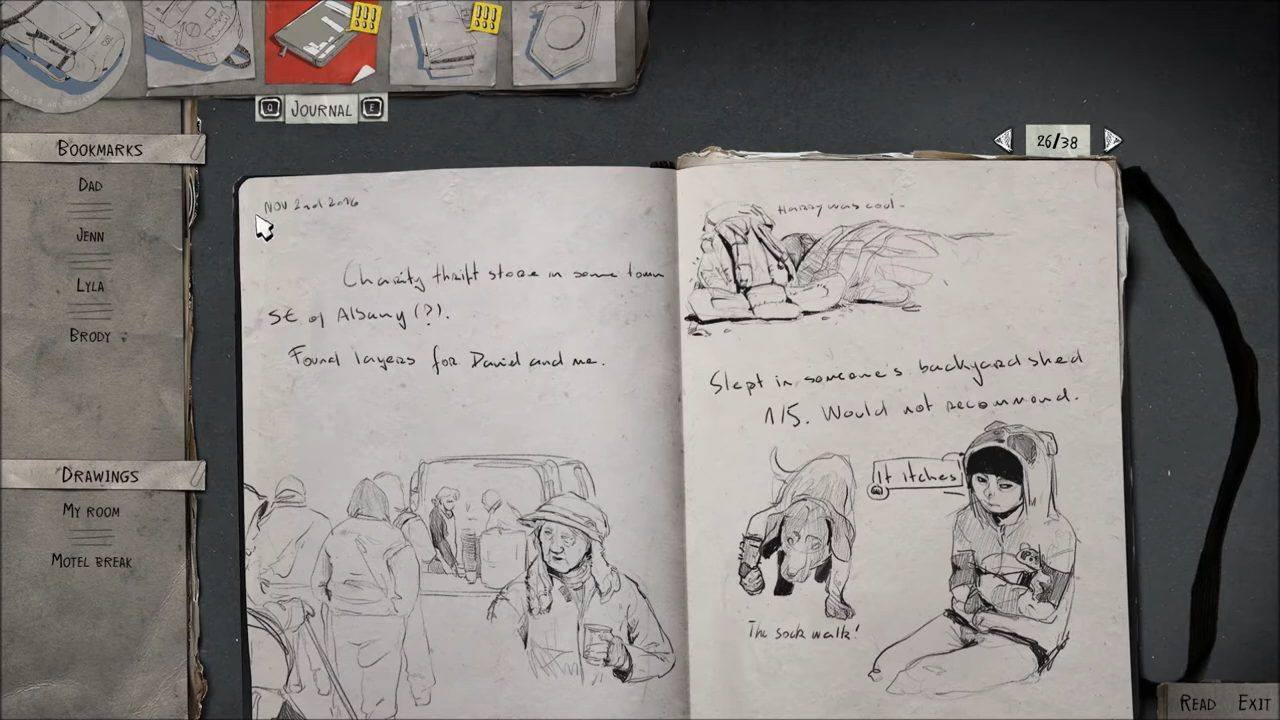 Q JOURNAL E
BOOKMARKS
DAD
JENN
LYLA
BRODY
DRAWINGS
MY ROOM
MOTEL BREAK
26/38
NOV 2nd 2016
Charity thrift store in some town
SE of Albany (?).
Found layers for David and me.
Harry was cool.
Slept in someone's backyard shed
1/5. Would not recommend.
It itches
The sock walk!
READ EXIT